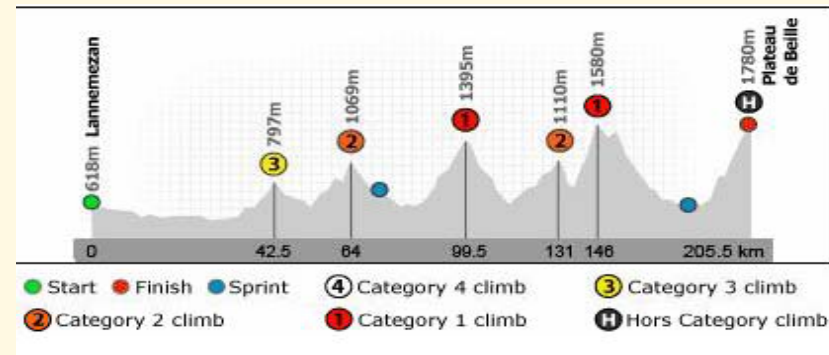 618m Lannemezan
797m
1069m
1395m
1110m
1580m
1780m
Plateau
de Beille
3
2
1
2
1
H
0 42.5 64 99.5 131 146 205.5 km
Start Finish Sprint 4 Category 4 climb 3 Category 3 climb
2 Category 2 climb 1 Category 1 climb H Hors Category climb